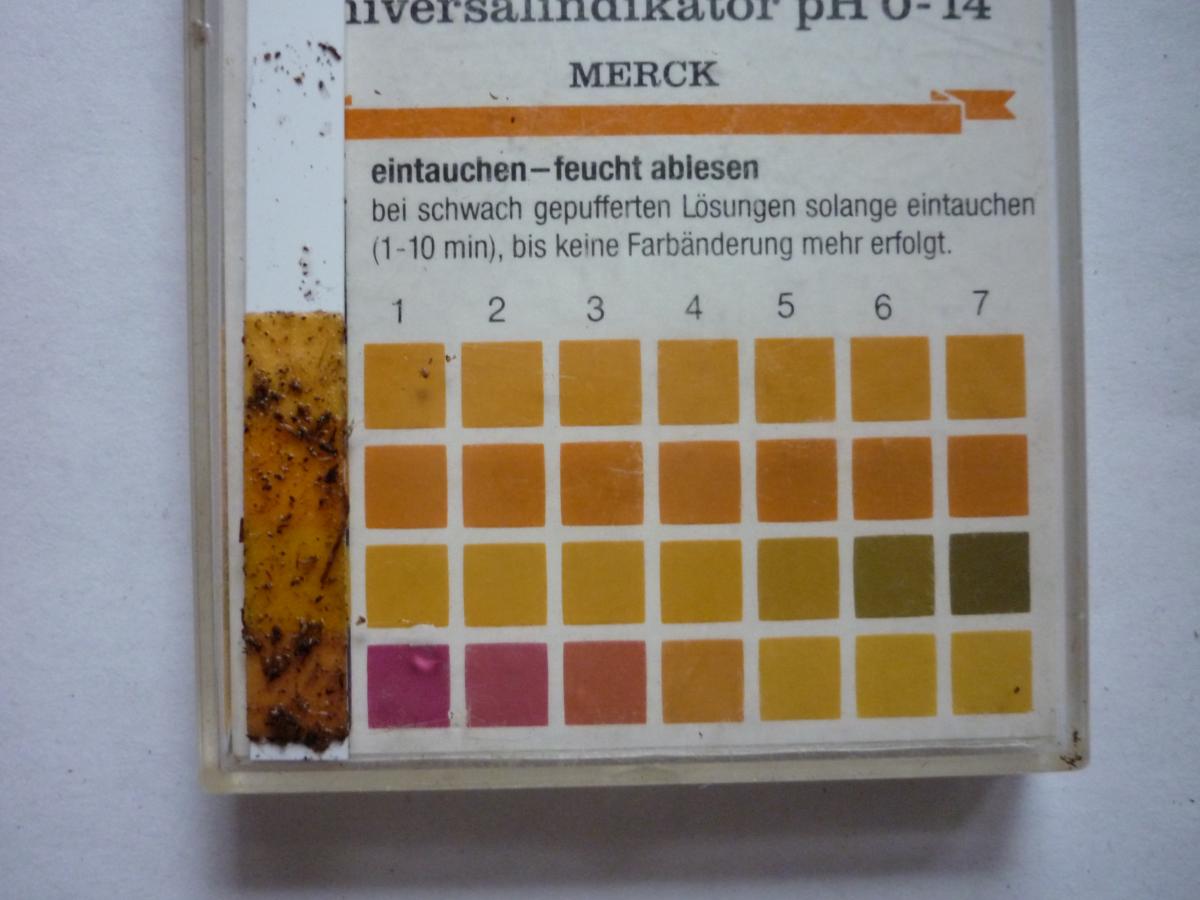 niversalindikator pH 0-14
MERCK
eintauchen–feucht ablesen
bei schwach gepufferten Lösungen solange eintauchen
(1-10 min), bis keine Farbänderung mehr erfolgt.
1 2 3 4 5 6 7